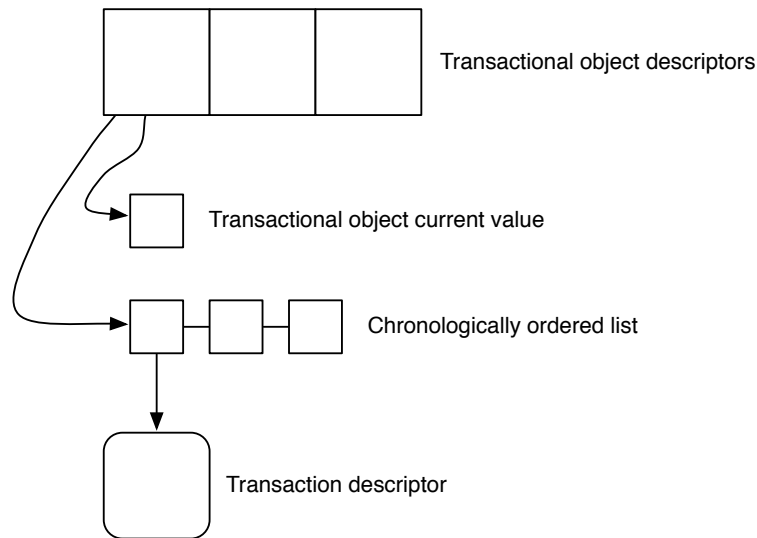 Transactional object descriptors
Transactional object current value
Chronologically ordered list
Transaction descriptor